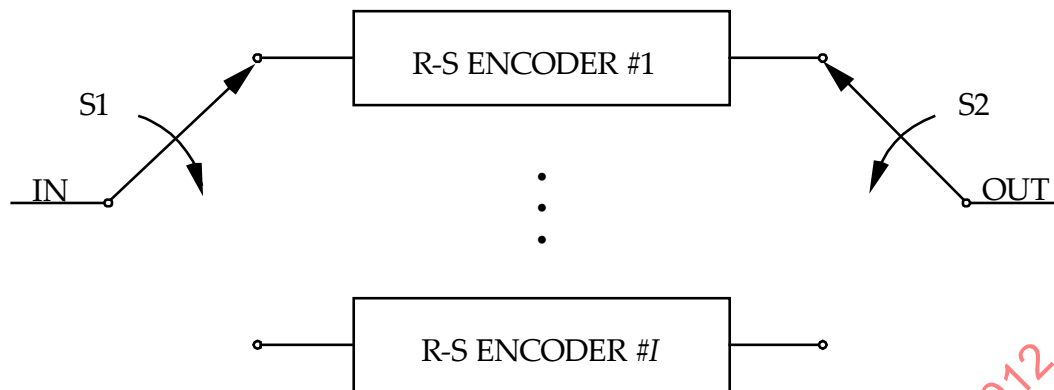 R-S ENCODER #1
S1
S2
IN
OUT
R-S ENCODER #I